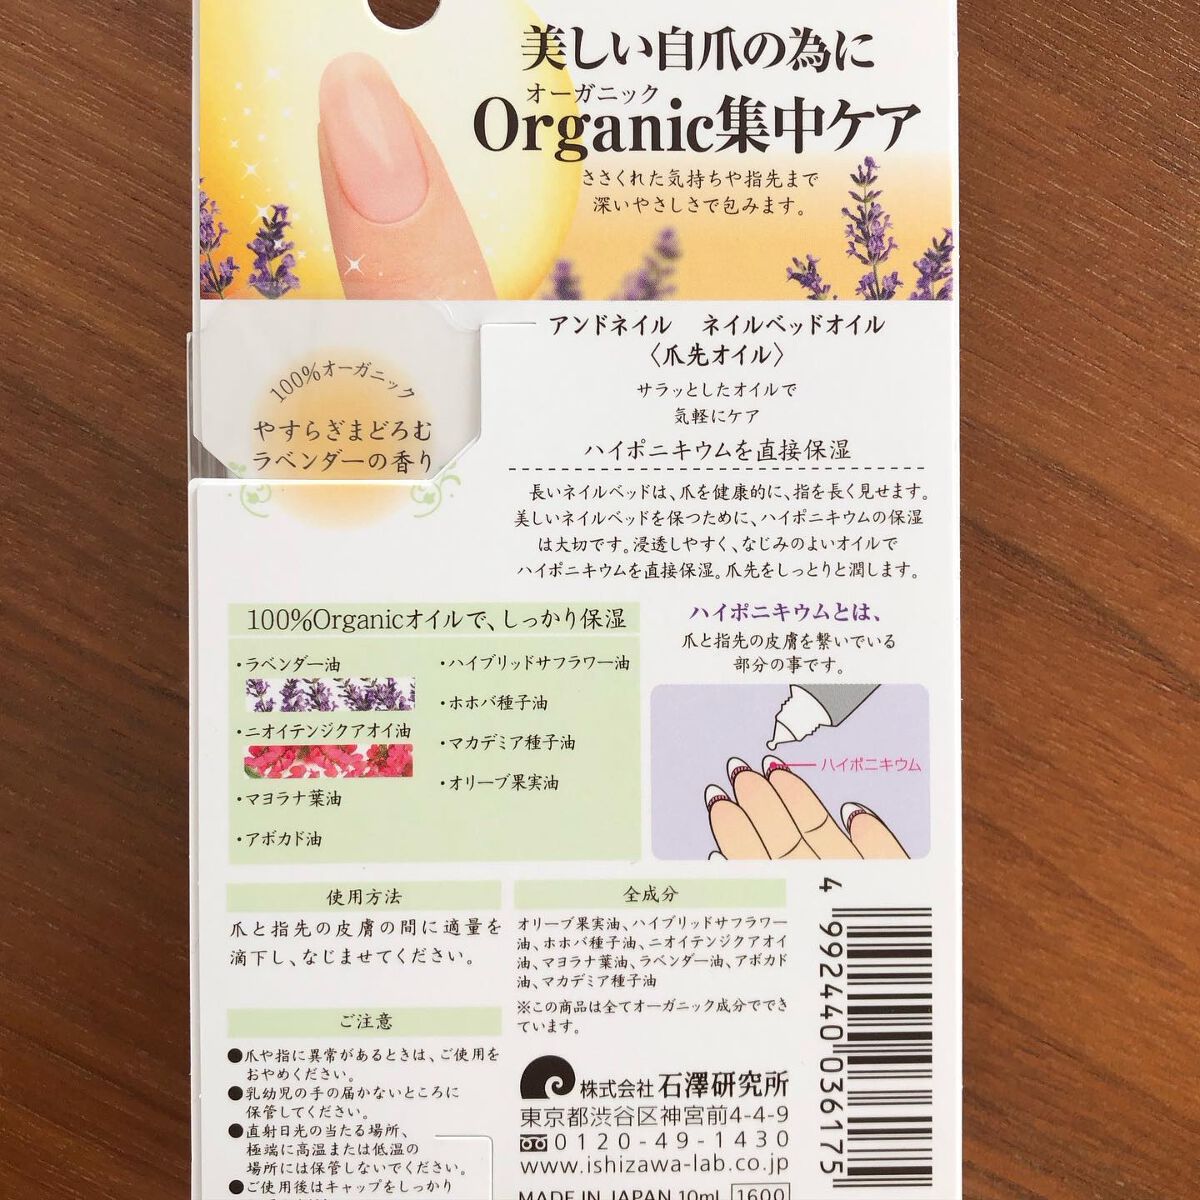 美しい自爪の為に
オーガニック
Organic集中ケア
ささくれた気持ちや指先まで
深いやさしさで包みます。
アンドネイル ネイルベッドオイル
〈爪先オイル〉
サラッとしたオイルで
気軽にケア
ハイポニキウムを直接保湿
100%オーガニック
やすらぎまどろむ
ラベンダーの香り
長いネイルベッドは、爪を健康的に、指を長く見せます。
美しいネイルベッドを保つために、ハイポニキウムの保湿
は大切です。浸透しやすく、なじみのよいオイルで
ハイポニキウムを直接保湿。爪先をしっとりと潤します。
100%Organicオイルで、しっかり保湿
・ラベンダー油
・ニオイテンジクアオイ油
・マヨラナ葉油
・アボカド油
・ハイブリッドサフラワー油
・ホホバ種子油
・マカデミア種子油
・オリーブ果実油
ハイポニキウムとは、
爪と指先の皮膚を繋いでいる
部分の事です。
ハイポニキウム
使用方法
爪と指先の皮膚の間に適量を
滴下し、なじませてください。
ご注意
●爪や指に異常があるときは、ご使用を
おやめください。
●乳幼児の手の届かないところに
保管してください。
●直射日光の当たる場所、
極端に高温または低温の
場所には保管しないでください。
●ご使用後はキャップをしっかり
全成分
オリーブ果実油、ハイブリッドサフラワー
油、ホホバ種子油、ニオイテンジクアオイ
油、マヨラナ葉油、ラベンダー油、アボカド
油、マカデミア種子油
※この商品は全てオーガニック成分ででき
ています。
株式会社 石澤研究所
東京都渋谷区神宮前4-4-9
0120-49-1430
www.ishizawa-lab.co.jp
MADE IN JAPAN 10mL 1600
4 992440 036175